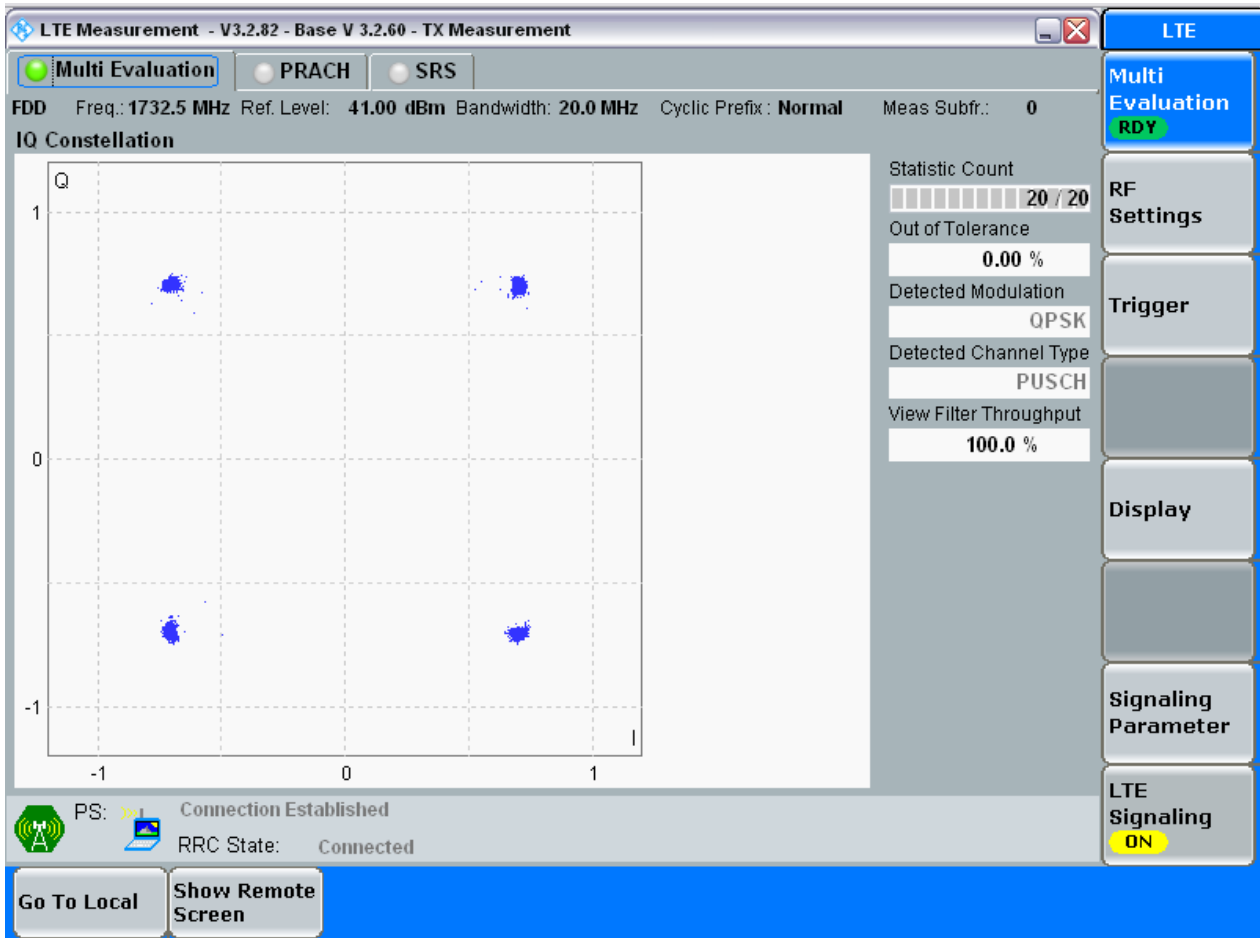 LTE Measurement - V3.2.82 - Base V 3.2.60 - TX Measurement
LTE
Multi Evaluation PRACH SRS
Multi
Evaluation
RDY
FDD Freq.: 1732.5 MHz Ref. Level: 41.00 dBm Bandwidth: 20.0 MHz Cyclic Prefix : Normal Meas Subfr.: 0
IQ Constellation
Q
1
0
-1
I
-1 0 1
Statistic Count
20 / 20
Out of Tolerance
0.00 %
Detected Modulation
QPSK
Detected Channel Type
PUSCH
View Filter Throughput
100.0 %
RF
Settings
Trigger
Display
Signaling
Parameter
LTE
Signaling
ON
PS: Connection Established
RRC State: Connected
Go To Local
Show Remote
Screen